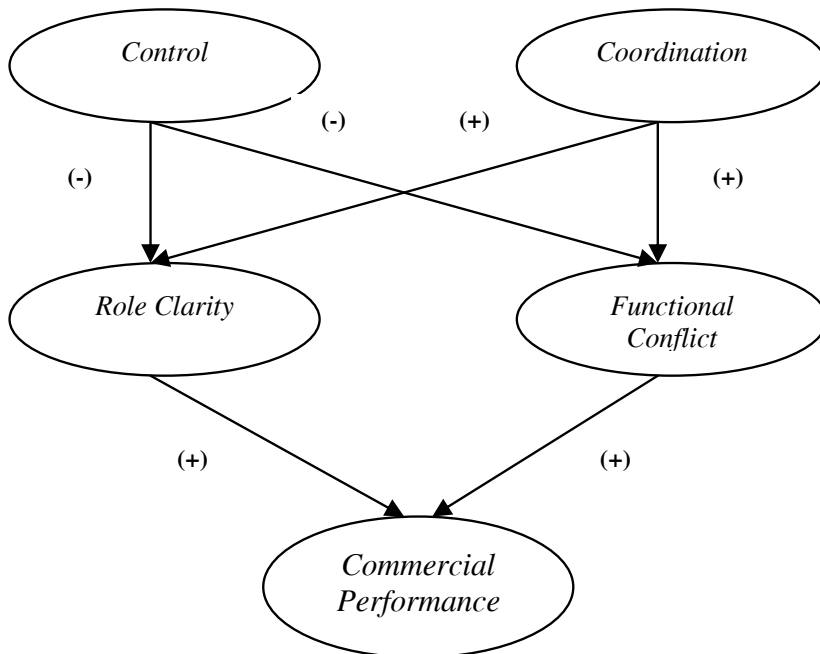 Control
Coordination
(-)
(+)
(-)
(+)
Role Clarity
Functional
Conflict
(+)
(+)
Commercial
Performance